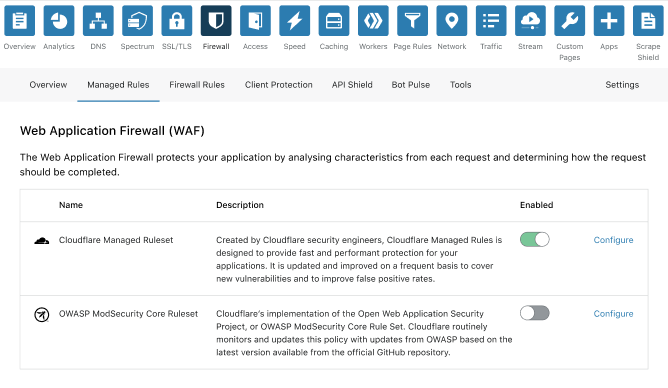 Overview Analytics DNS Spectrum SSL/TLS Firewall Access Speed Caching Workers Page Rules Network Traffic Stream Custom Pages Apps Scrape Shield
Overview Managed Rules Firewall Rules Client Protection API Shield Bot Pulse Tools Settings
Web Application Firewall (WAF)
The Web Application Firewall protects your application by analysing characteristics from each request and determining how the request
should be completed.
Name Description Enabled
Cloudflare Managed Ruleset
Created by Cloudflare security engineers, Cloudflare Managed Rules is
designed to provide fast and performant protection for your
applications. It is updated and improved on a frequent basis to cover
new vulnerabilities and to improve false positive rates.
Configure
OWASP ModSecurity Core Ruleset
Cloudflare's implementation of the Open Web Application Security
Project, or OWASP ModSecurity Core Rule Set. Cloudflare routinely
monitors and updates this policy with updates from OWASP based on the
latest version available from the official GitHub repository.
Configure